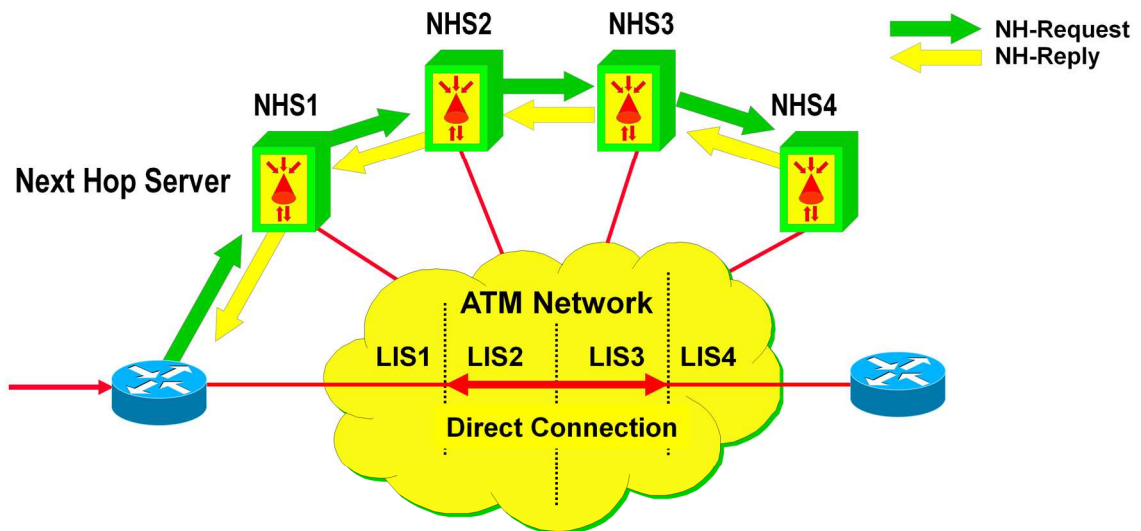 NHS2
NHS3
NH-Request
NH-Reply
NHS1
NHS4
Next Hop Server
ATM Network
LIS1
LIS2
LIS3
LIS4
Direct Connection